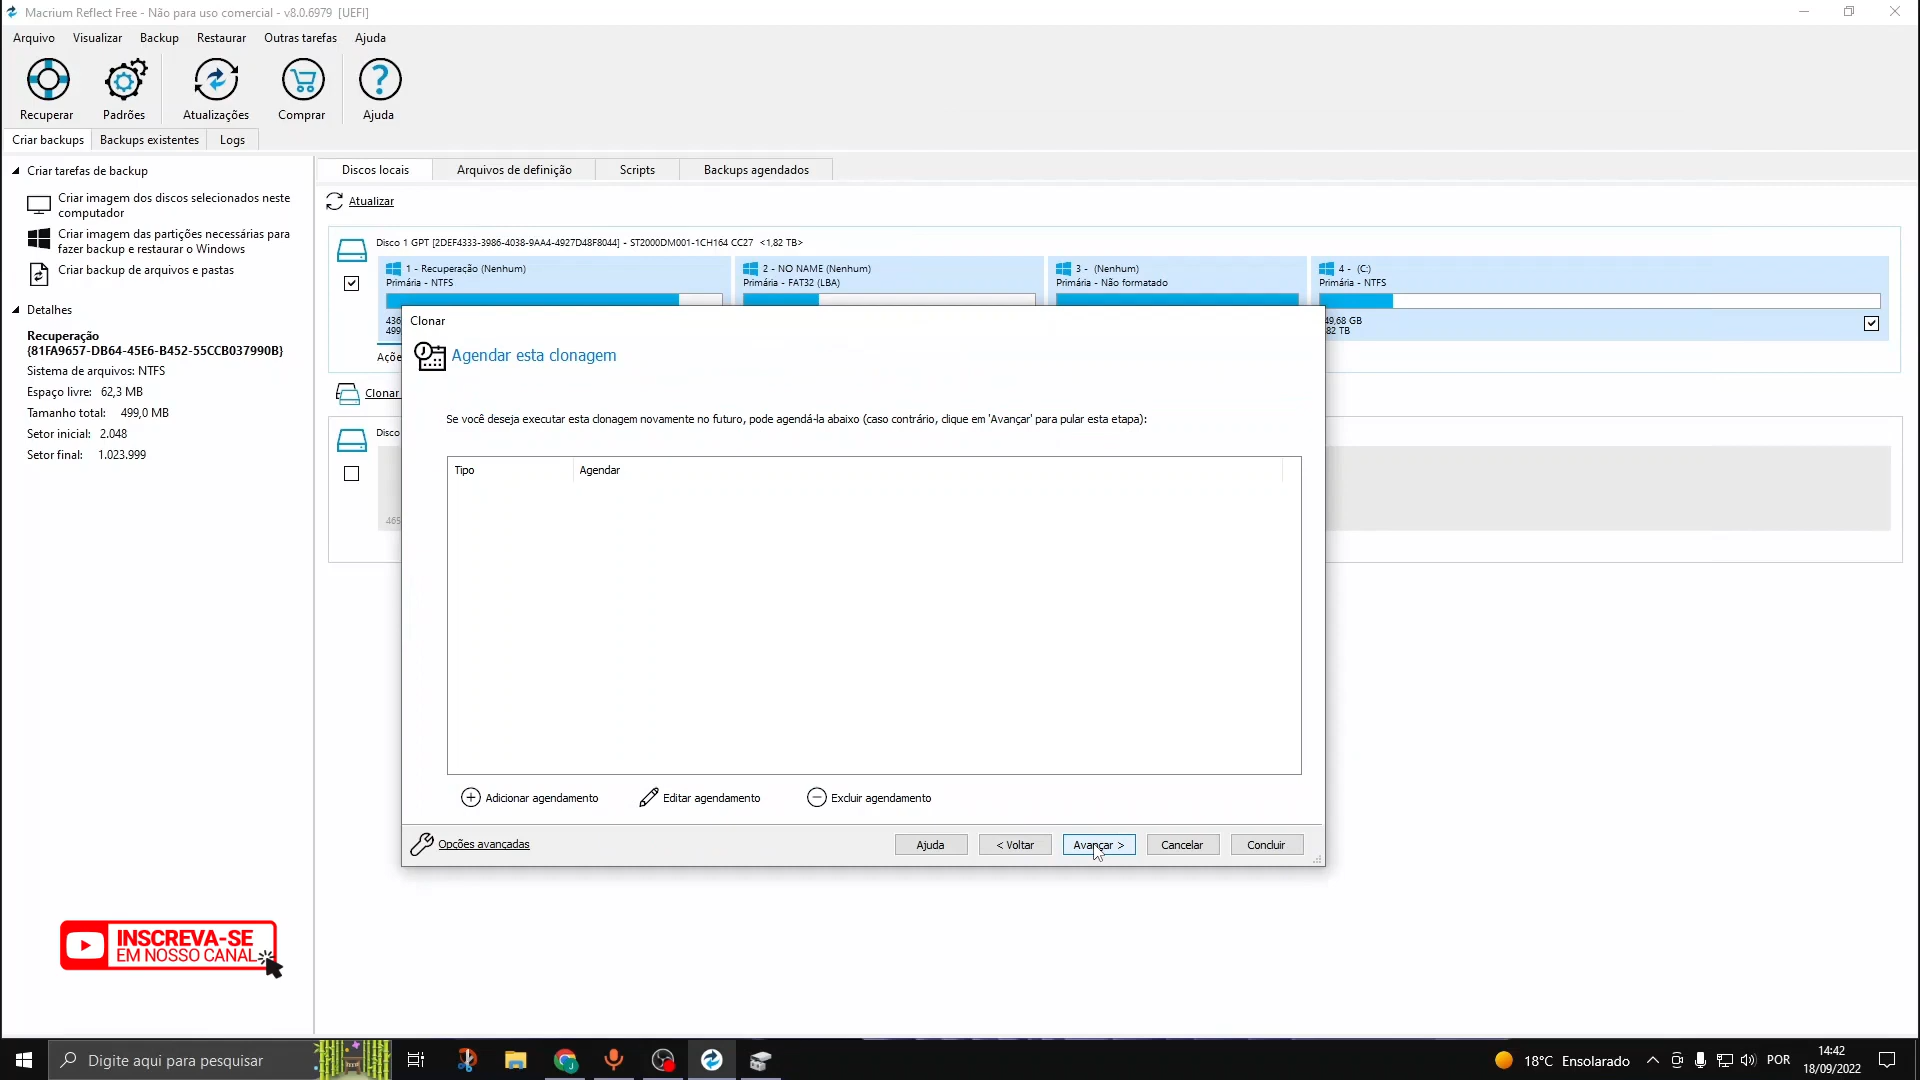 Macrium Reflect Free - Não para uso comercial - v8.0.6979 [UEFI]
Arquivo Visualizar Backup Restaurar Outras tarefas Ajuda
Recuperar Padrões Atualizações Comprar Ajuda
Criar backups Backups existentes Logs
Criar tarefas de backup
Criar imagem dos discos selecionados neste
computador
Criar imagem das partições necessárias para
fazer backup e restaurar o Windows
Criar backup de arquivos e pastas
Detalhes
Recuperação
{81FA9657-DB64-45E6-B452-55CCB037990B}
Sistema de arquivos: NTFS
Espaço livre: 62,3 MB
Tamanho total: 499,0 MB
Setor inicial: 2.048
Setor final: 1.023.999
Discos locais Arquivos de definição Scripts Backups agendados
Atualizar
Disco 1 GPT [2DEF4333-3986-4038-9AA4-4927D48F8044] - ST2000DM001-1CH164 CC27 <1,82 TB>
1 - Recuperação (Nenhum)
Primária - NTFS
436
499
2 - NO NAME (Nenhum)
Primária - FAT32 (LBA)
3 - (Nenhum)
Primária - Não formatado
4 - (C:)
Primária - NTFS
49,68 GB
82 TB
Açõe
Clonar
Disco
465
Clonar
Agendar esta clonagem
Se você deseja executar esta clonagem novamente no futuro, pode agendá-la abaixo (caso contrário, clique em 'Avançar' para pular esta etapa):
Tipo Agendar
Adicionar agendamento Editar agendamento Excluir agendamento
Opções avançadas
Ajuda < Voltar Avançar > Cancelar Concluir
INSCREVA-SE
EM NOSSO CANAL
Digite aqui para pesquisar
18°C Ensolarado
POR
14:42
18/09/2022